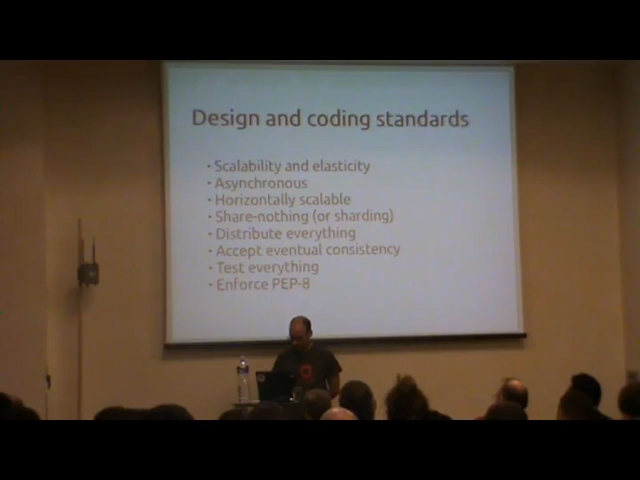 Design and coding standards
• Scalability and elasticity
• Asynchronous
• Horizontally scalable
• Share-nothing (or sharding)
• Distribute everything
• Accept eventual consistency
• Test everything
• Enforce PEP-8